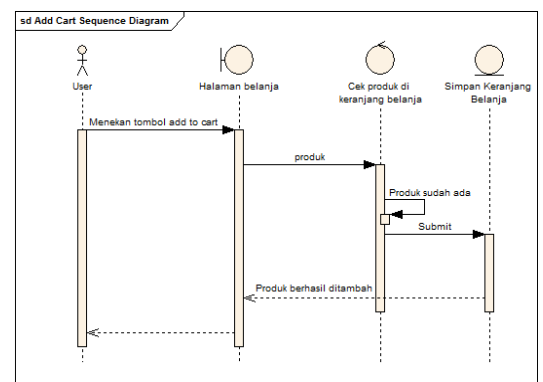 sd Add Cart Sequence Diagram
User
Halaman belanja
Cek produk di
keranjang belanja
Simpan Keranjang
Belanja
Menekan tombol add to cart
produk
Produk sudah ada
Submit
Produk berhasil ditambah